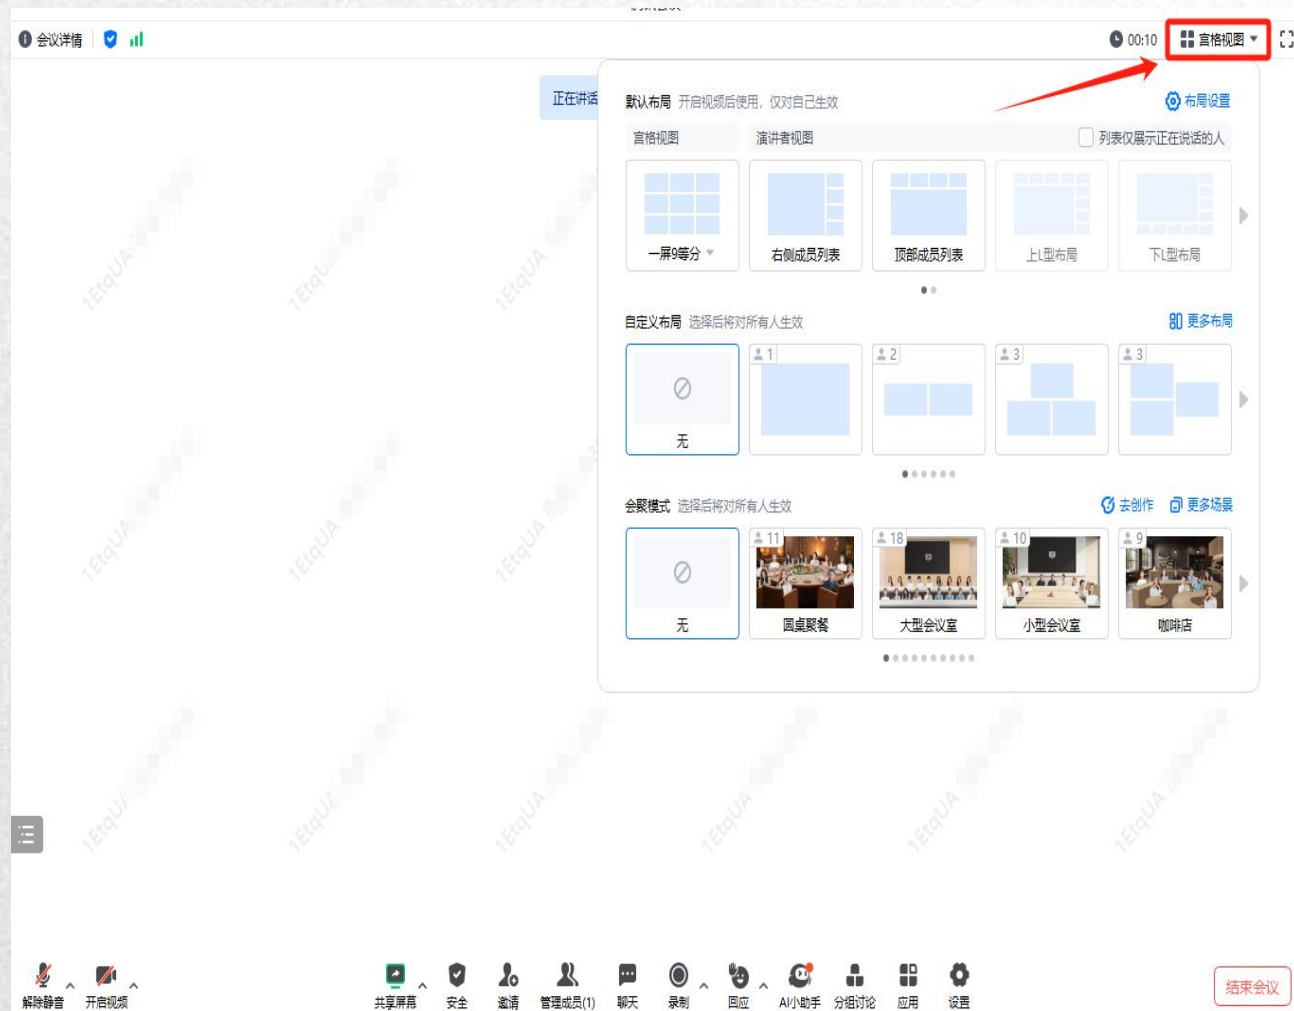 会议详情
00:10
宫格视图
正在讲话
默认布局 开启视频后使用，仅对自己生效
布局设置
宫格视图
演讲者视图
列表仅展示正在说话的人
一屏9等分
右侧成员列表
顶部成员列表
上L型布局
下L型布局
自定义布局 选择后将对所有人生效
更多布局
无
1
2
3
3
会聚模式 选择后将对所有人生效
去创作
更多场景
无
11
圆桌聚餐
18
大型会议室
10
小型会议室
9
咖啡店
1EtqUA
1EtqU
1EtqUA
1EtqUA
1EtqUA
1EtqUA
1EtqUA
1EtqUA
1EtqUA
1EtqUA
解除静音
开启视频
共享屏幕
安全
邀请
管理成员(1)
聊天
录制
回应
AI小助手
分组讨论
应用
设置
结束会议